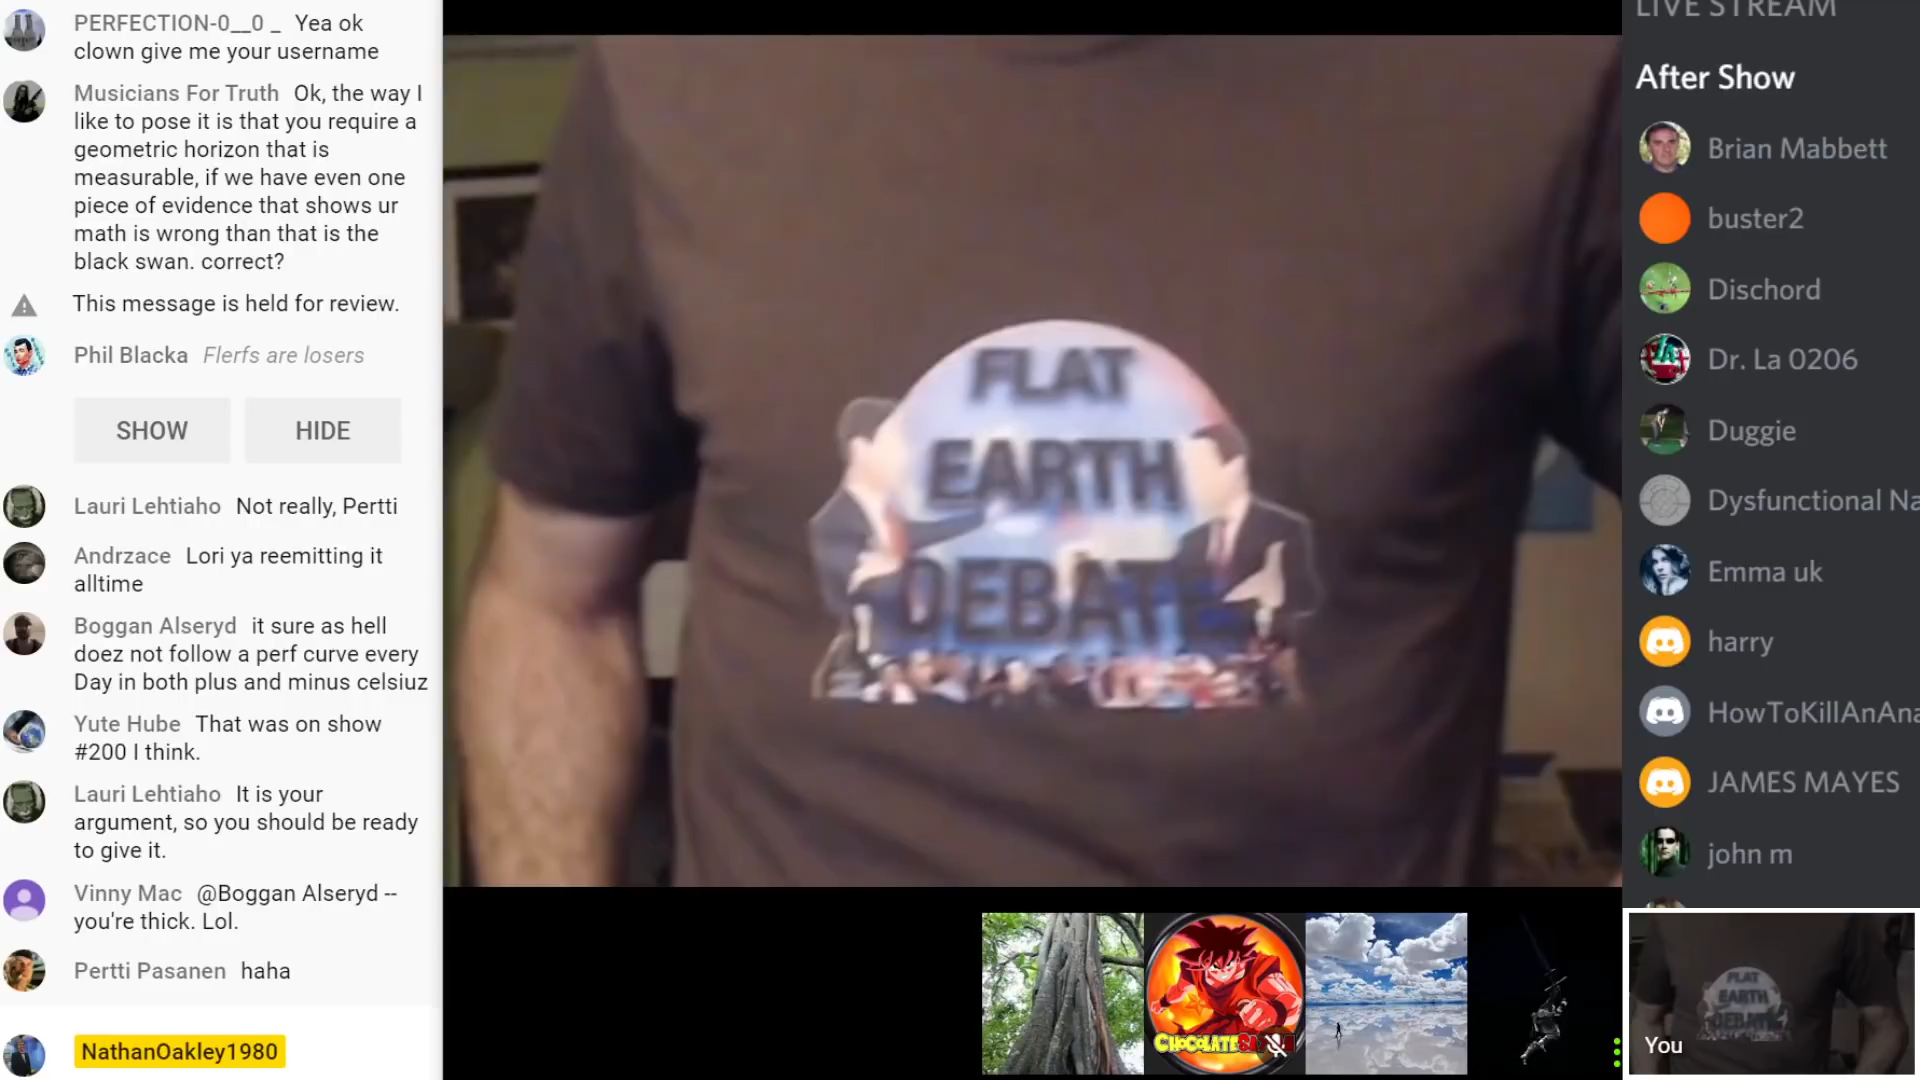 PERFECTION-0__0 _ Yea ok
clown give me your username
Musicians For Truth Ok, the way I
like to pose it is that you require a
geometric horizon that is
measurable, if we have even one
piece of evidence that shows ur
math is wrong than that is the
black swan. correct?
This message is held for review.
Phil Blacka Flerfs are losers
SHOW HIDE
Lauri Lehtiaho Not really, Pertti
Andrzace Lori ya reemitting it
alltime
Boggan Alseryd it sure as hell
doez not follow a perf curve every
Day in both plus and minus celsiuz
Yute Hube That was on show
#200 I think.
Lauri Lehtiaho It is your
argument, so you should be ready
to give it.
Vinny Mac @Boggan Alseryd --
you're thick. Lol.
Pertti Pasanen haha
NathanOakley1980
FLAT
EARTH
DEBATE
LIVE STREAM
After Show
Brian Mabbett
buster2
Dischord
Dr. La 0206
Duggie
Dysfunctional Na
Emma uk
harry
HowToKillAnAna
JAMES MAYES
john m
FLAT
EARTH
DEBATE
You